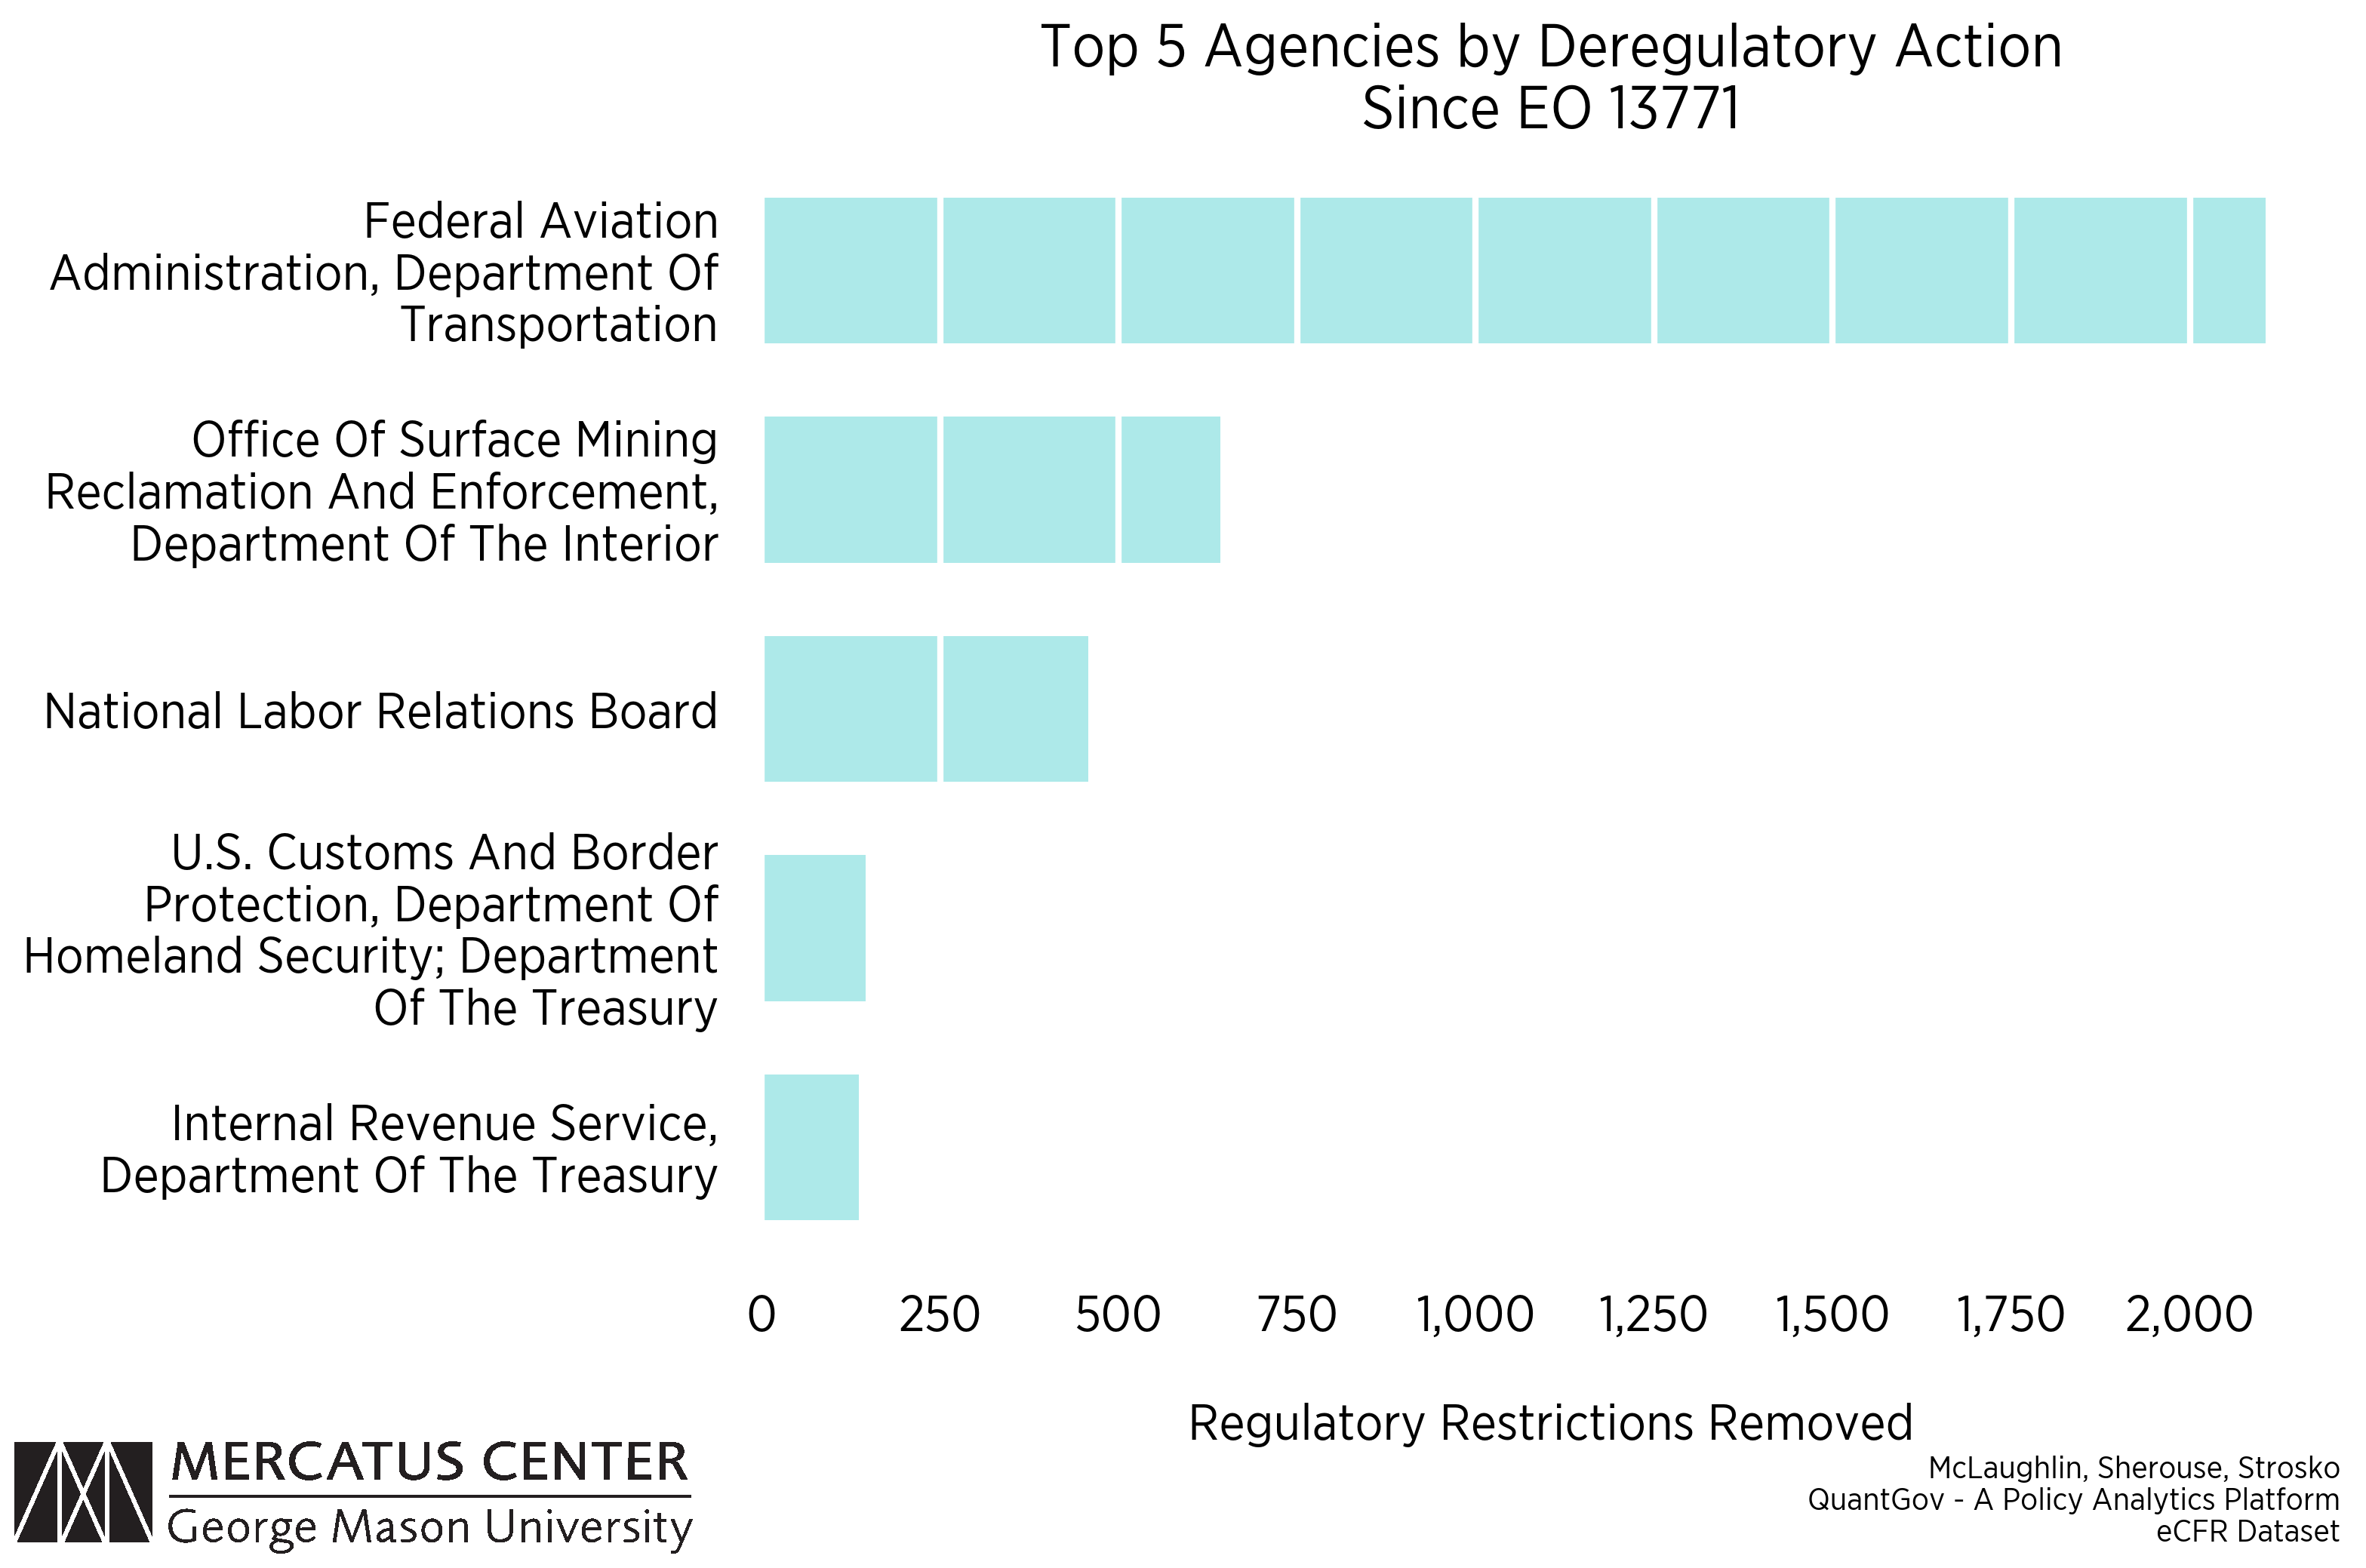 Top 5 Agencies by Deregulatory Action
Since EO 13771
Federal Aviation
Administration, Department Of
Transportation
Office Of Surface Mining
Reclamation And Enforcement,
Department Of The Interior
National Labor Relations Board
U.S. Customs And Border
Protection, Department Of
Homeland Security; Department
Of The Treasury
Internal Revenue Service,
Department Of The Treasury
0 250 500 750 1,000 1,250 1,500 1,750 2,000
Regulatory Restrictions Removed
MERCATUS CENTER
George Mason University
McLaughlin, Sherouse, Strosko
QuantGov - A Policy Analytics Platform
eCFR Dataset